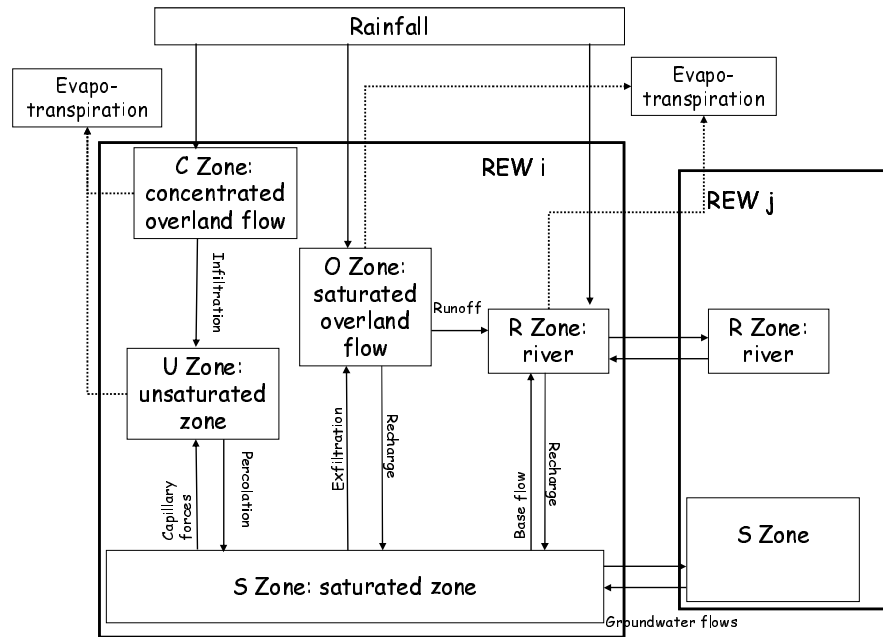 Rainfall
Evapo-
transpiration
Evapo-
transpiration
C Zone:
concentrated
overland flow
REW i
REW j
Infiltration
O Zone:
saturated
overland
flow
Runoff
R Zone:
river
R Zone:
river
U Zone:
unsaturated
zone
Capillary
forces
Percolation
Exfiltration
Recharge
Base flow
Recharge
S Zone
S Zone: saturated zone
Groundwater flows